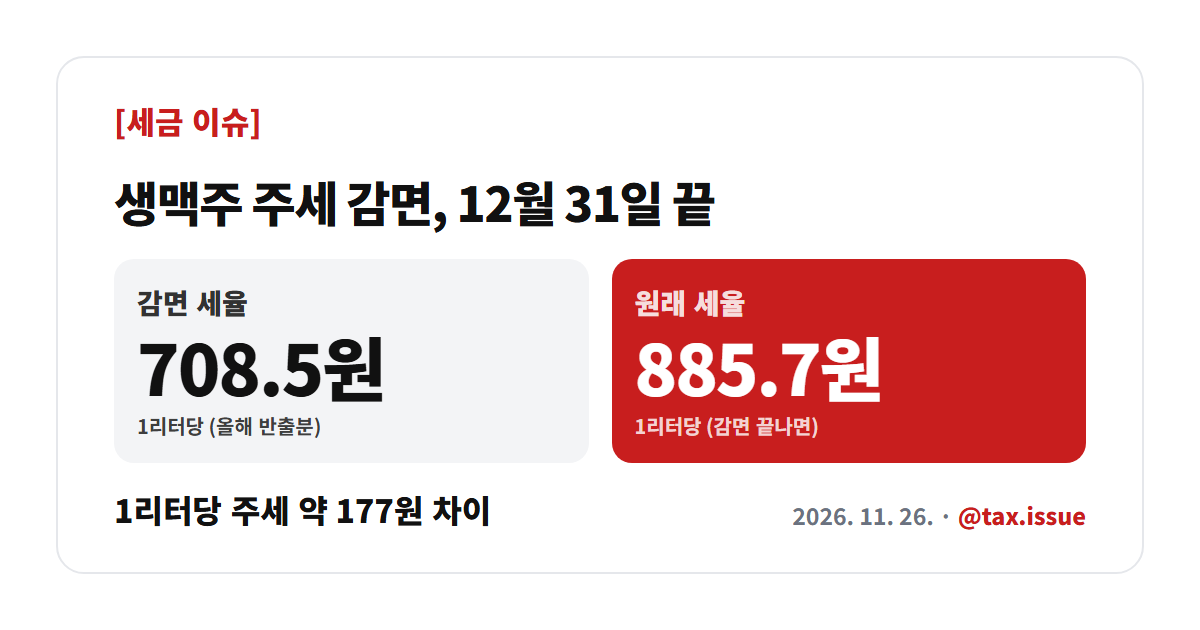 [세금 이슈]
생맥주 주세 감면, 12월 31일 끝
감면 세율
708.5원
1리터당 (올해 반출분)
원래 세율
885.7원
1리터당 (감면 끝나면)
1리터당 주세 약 177원 차이
2026. 11. 26. · @tax.issue